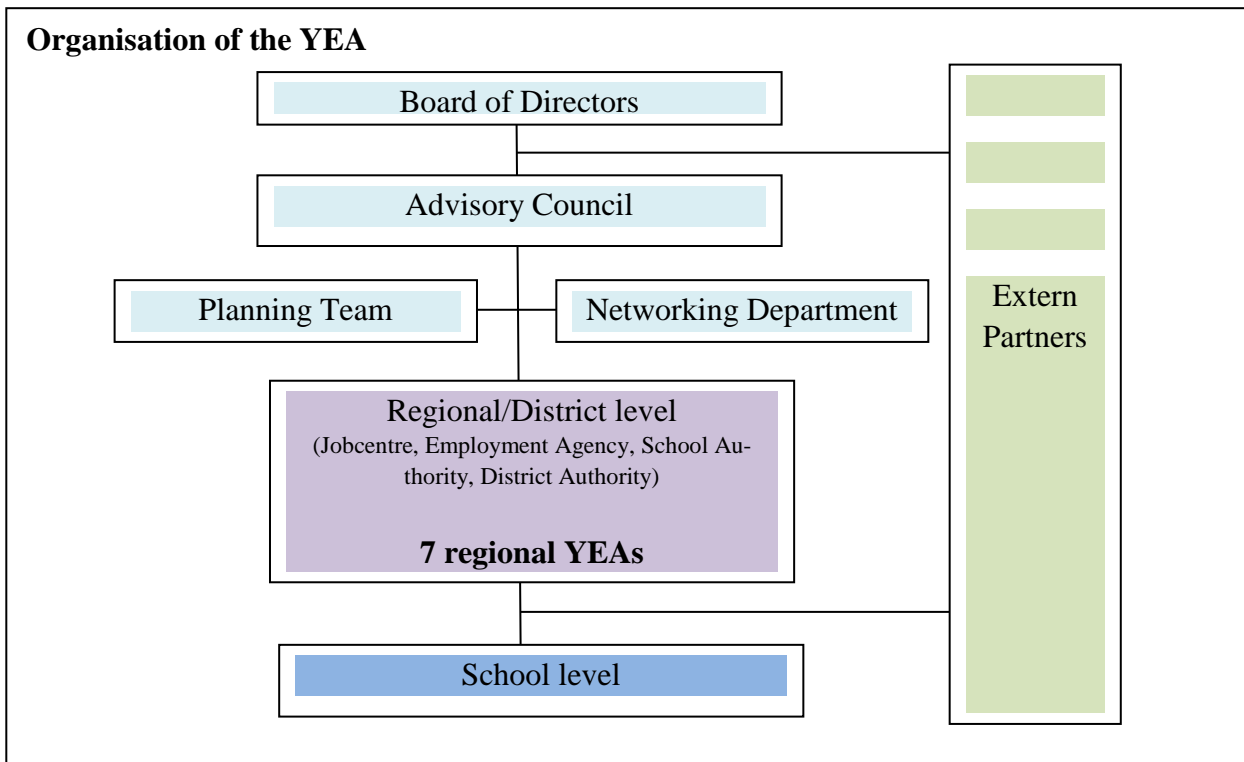 Organisation of the YEA
Board of Directors
Advisory Council
Planning Team
Networking Department
Extern
Partners
Regional/District level
(Jobcentre, Employment Agency, School Au-
thority, District Authority)
7 regional YEAs
School level